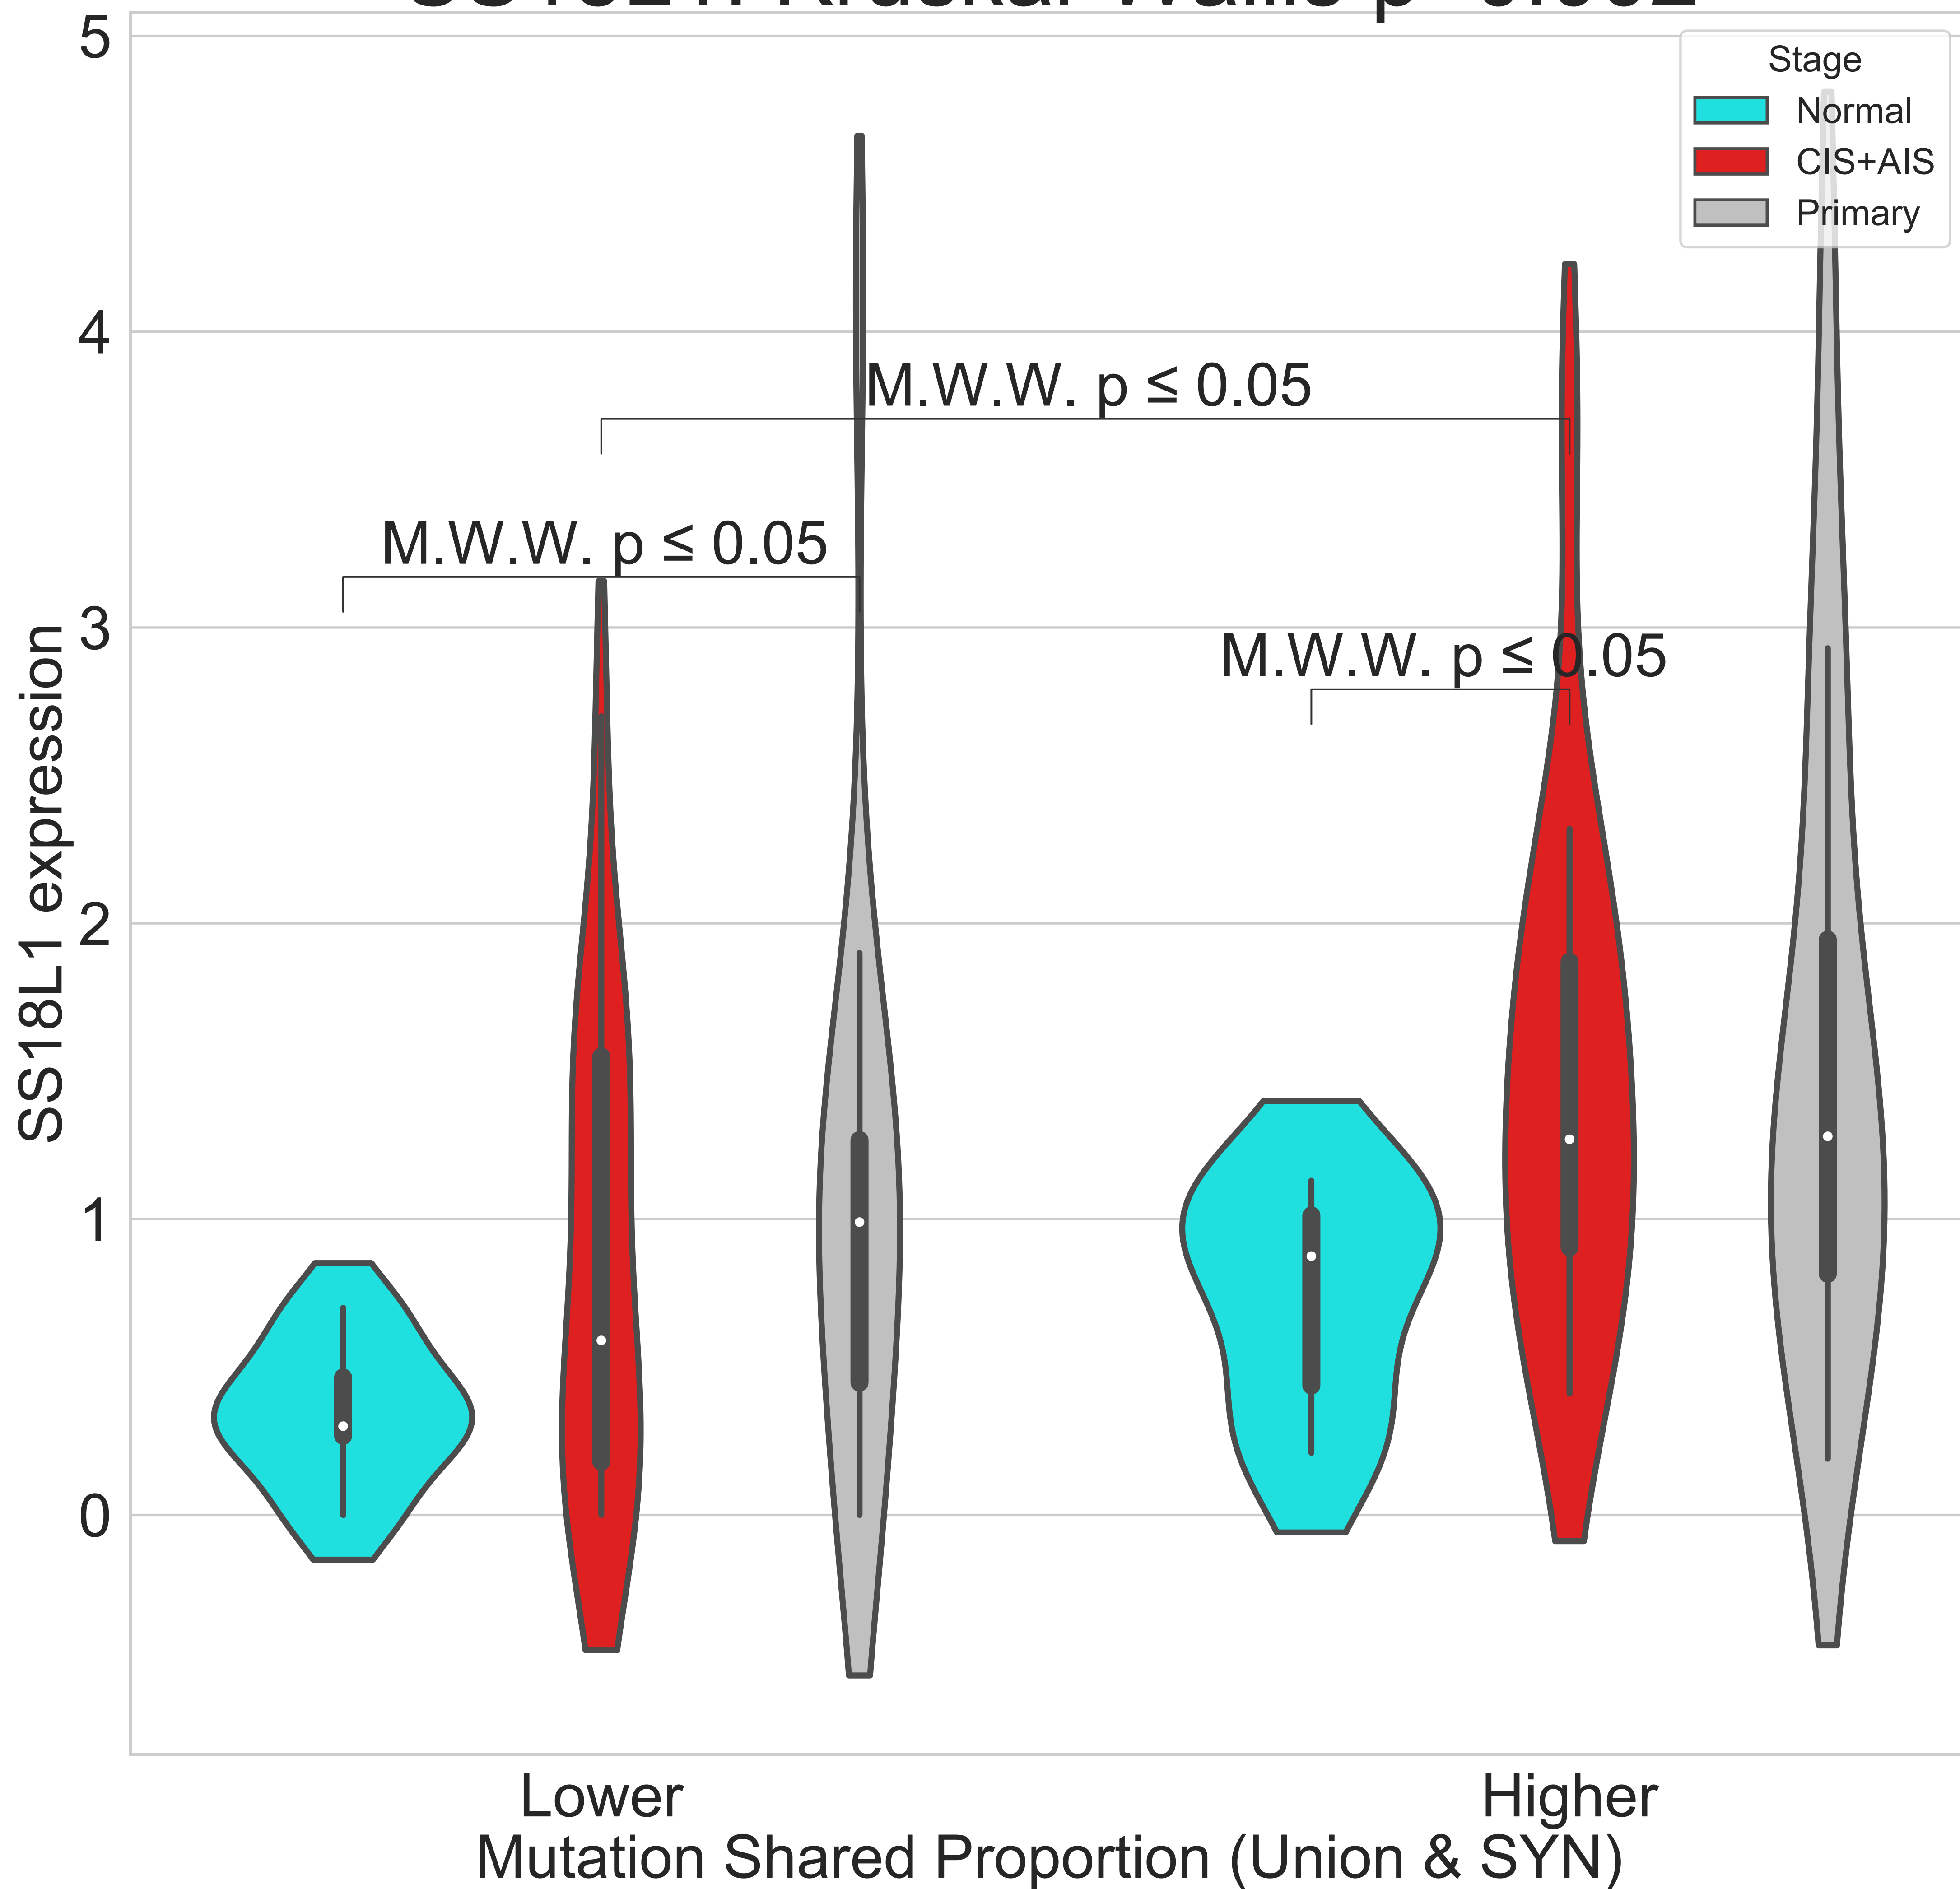 5
Stage
Normal
CIS+AIS
Primary
4
M.W.W. p ≤ 0.05
M.W.W. p ≤ 0.05
3
M.W.W. p ≤ 0.05
2
1
0
SS18L1 expression
Lower
Higher
Mutation Shared Proportion (Union & SYN)